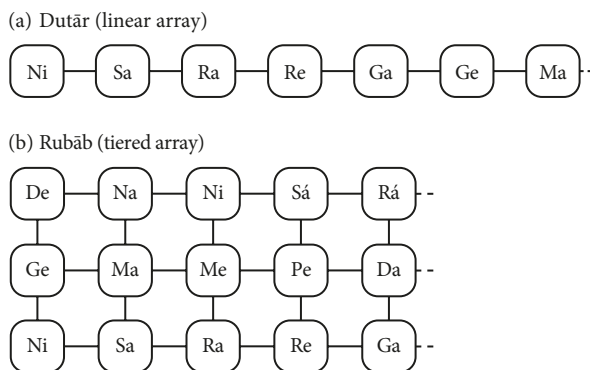 (a) Dutār (linear array)
Ni Sa Ra Re Ga Ge Ma
(b) Rubāb (tiered array)
De Na Ni Sá Rá
Ge Ma Me Pe Da
Ni Sa Ra Re Ga